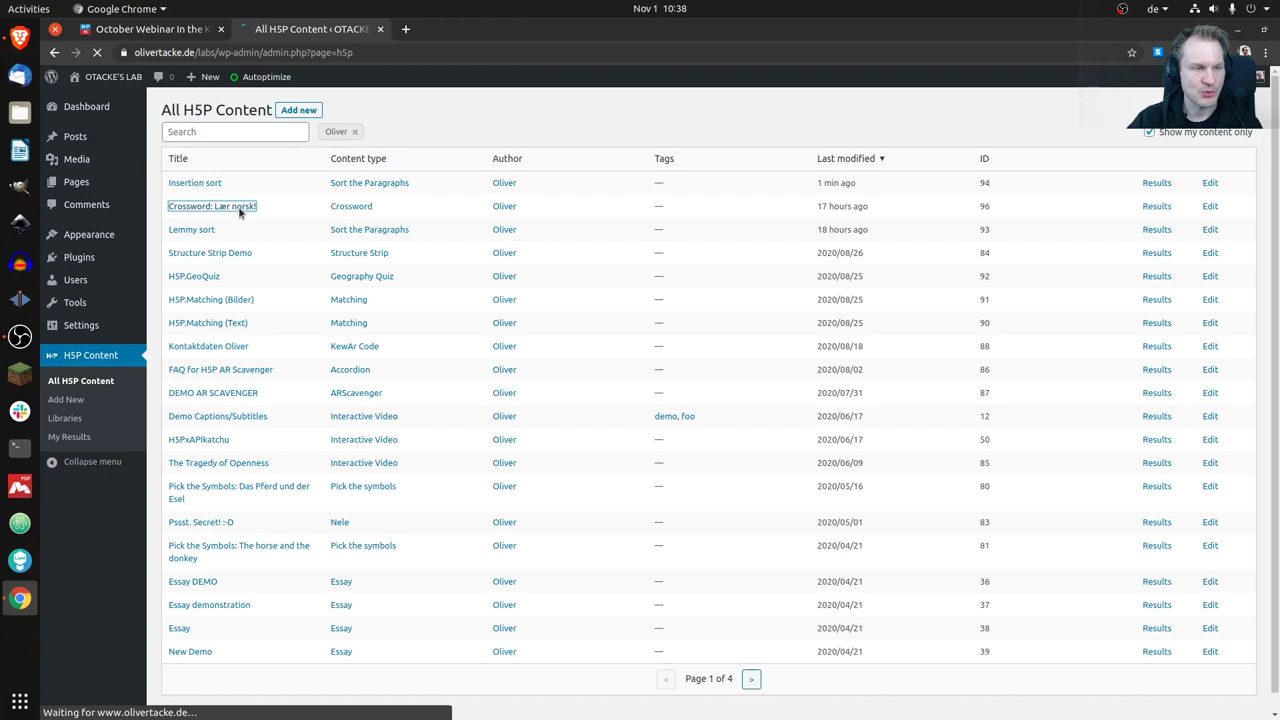 Activities Google Chrome Nov 1 10:38 de
October Webinar In the K × All H5P Content ‹ OTACKE × +
olivertacke.de/labs/wp-admin/admin.php?page=h5p
OTACKE'S LAB 0 + New Autoptimize
Dashboard
Posts
Media
Pages
Comments
Appearance
Plugins
Users
Tools
Settings
H5P H5P Content
All H5P Content
Add New
Libraries
My Results
Collapse menu
All H5P Content Add new
Search Oliver × Show my content only
Title Content type Author Tags Last modified ▼ ID
Insertion sort Sort the Paragraphs Oliver — 1 min ago 94 Results Edit
Crossword: Lær norsk! Crossword Oliver — 17 hours ago 96 Results Edit
Lemmy sort Sort the Paragraphs Oliver — 18 hours ago 93 Results Edit
Structure Strip Demo Structure Strip Oliver — 2020/08/26 84 Results Edit
H5P.GeoQuiz Geography Quiz Oliver — 2020/08/25 92 Results Edit
H5P.Matching (Bilder) Matching Oliver — 2020/08/25 91 Results Edit
H5P.Matching (Text) Matching Oliver — 2020/08/25 90 Results Edit
Kontaktdaten Oliver KewAr Code Oliver — 2020/08/18 88 Results Edit
FAQ for H5P AR Scavenger Accordion Oliver — 2020/08/02 86 Results Edit
DEMO AR SCAVENGER ARScavenger Oliver — 2020/07/31 87 Results Edit
Demo Captions/Subtitles Interactive Video Oliver demo, foo 2020/06/17 12 Results Edit
H5PxAPIkatchu Interactive Video Oliver — 2020/06/17 50 Results Edit
The Tragedy of Openness Interactive Video Oliver — 2020/06/09 85 Results Edit
Pick the Symbols: Das Pferd und der Pick the symbols Oliver — 2020/05/16 80 Results Edit
Esel
Pssst. Secret! :-D Nele Oliver — 2020/05/01 83 Results Edit
Pick the Symbols: The horse and the Pick the symbols Oliver — 2020/04/21 81 Results Edit
donkey
Essay DEMO Essay Oliver — 2020/04/21 36 Results Edit
Essay demonstration Essay Oliver — 2020/04/21 37 Results Edit
Essay Essay Oliver — 2020/04/21 38 Results Edit
New Demo Essay Oliver — 2020/04/21 39 Results Edit
< Page 1 of 4 >
Waiting for www.olivertacke.de…